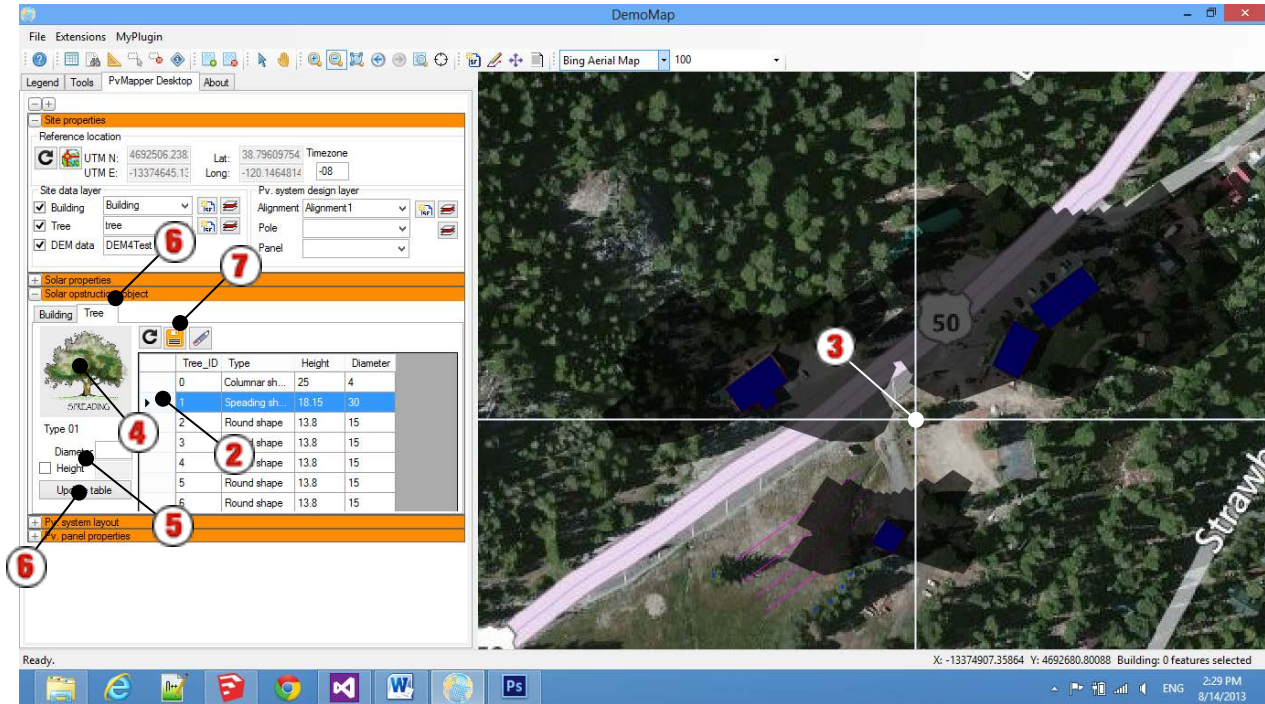 DemoMap
File Extensions MyPlugin
Bing Aerial Map 100
Legend Tools PvMapper Desktop About
Site properties
Reference location
UTM N: 4692506.238 Lat: 38.79609754 Timezone
UTM E: -13374645.13 Long: -120.1464814 -08
Site data layer Pv. system design layer
Building Building Alignment Alignment1
Tree tree Pole
DEM data DEM4Test Panel
6
7
Solar properties
Solar opstruction object
Building Tree
Tree_ID Type Height Diameter
0 Columnar sh... 25 4
1 Speading sh... 18.15 30
2 Round shape 13.8 15
3 shape 13.8 15
4 shape 13.8 15
5 Round shape 13.8 15
6 Round shape 13.8 15
SPREADING
Type 01
Diameter
Height
Update table
4
2
5
6
Pv. system layout
Pv. panel properties
50
3
Strawb
50
Ready.
X: -13374907.35864 Y: 4692680.80088 Building: 0 features selected
n++
W
Ps
ENG
2:29 PM
8/14/2013